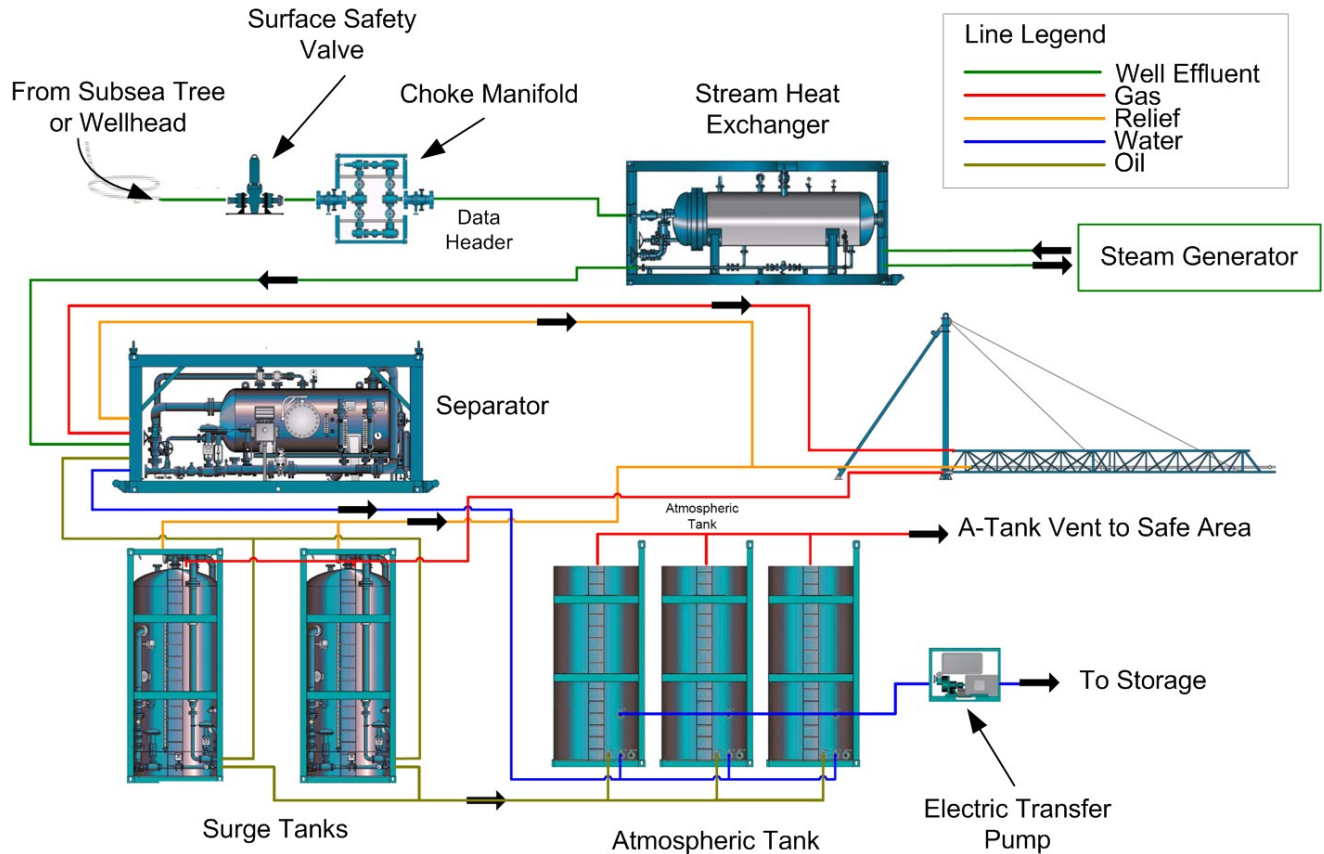 Surface Safety
Valve
From Subsea Tree
or Wellhead
Choke Manifold
Stream Heat
Exchanger
Line Legend
Well Effluent
Gas
Relief
Water
Oil
Data
Header
Steam Generator
Separator
Atmospheric
Tank
A-Tank Vent to Safe Area
To Storage
Electric Transfer
Pump
Surge Tanks
Atmospheric Tank